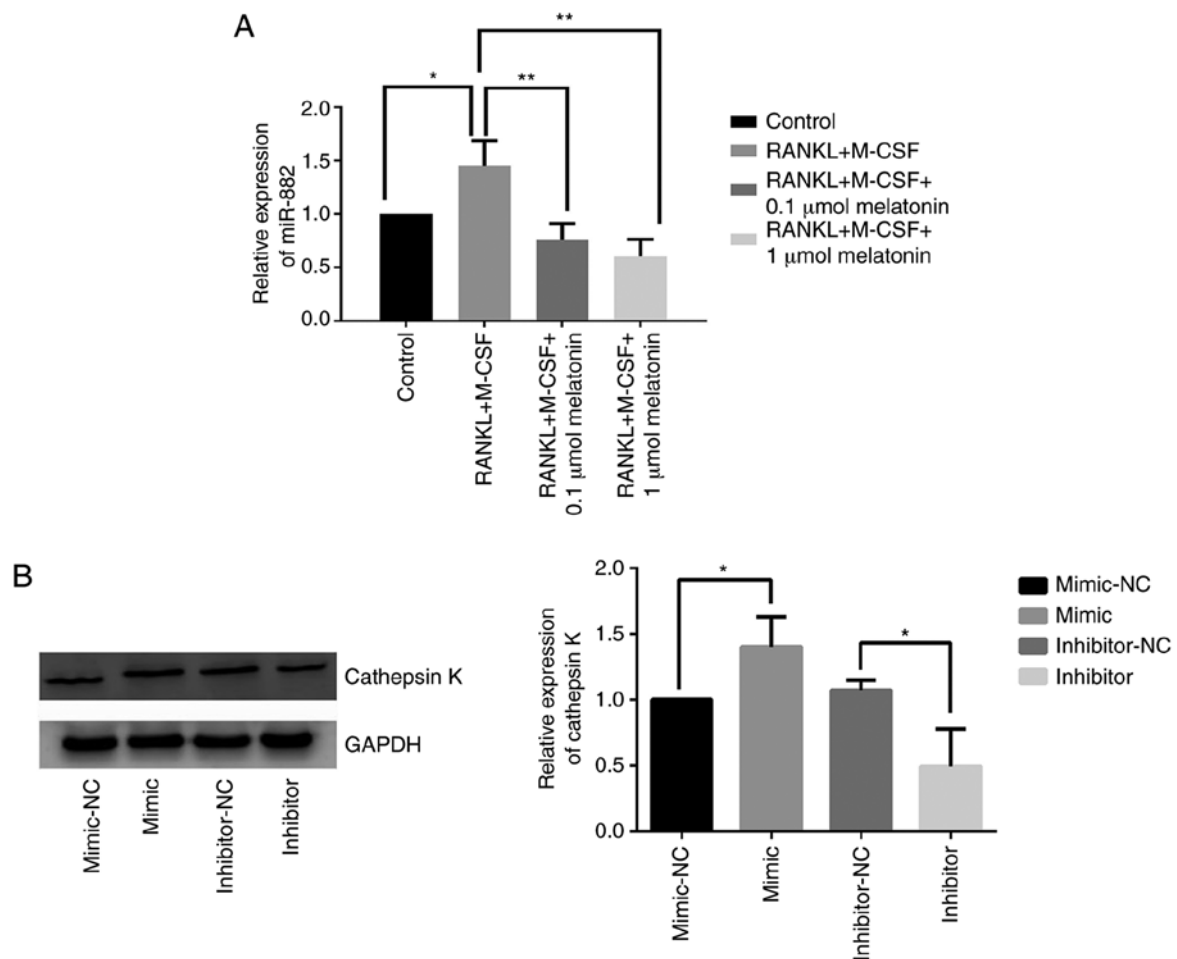 A
**
*
**
2.0
1.5
1.0
0.5
0.0
Relative expression
of miR-882
Control
RANKL+M-CSF
RANKL+M-CSF+
0.1 μmol melatonin
RANKL+M-CSF+
1 μmol melatonin
Control
RANKL+M-CSF
RANKL+M-CSF+
0.1 μmol melatonin
RANKL+M-CSF+
1 μmol melatonin
B
Cathepsin K
GAPDH
Mimic-NC
Mimic
Inhibitor-NC
Inhibitor
*
*
2.0
1.5
1.0
0.5
0.0
Relative expression
of cathepsin K
Mimic-NC
Mimic
Inhibitor-NC
Inhibitor
Mimic-NC
Mimic
Inhibitor-NC
Inhibitor